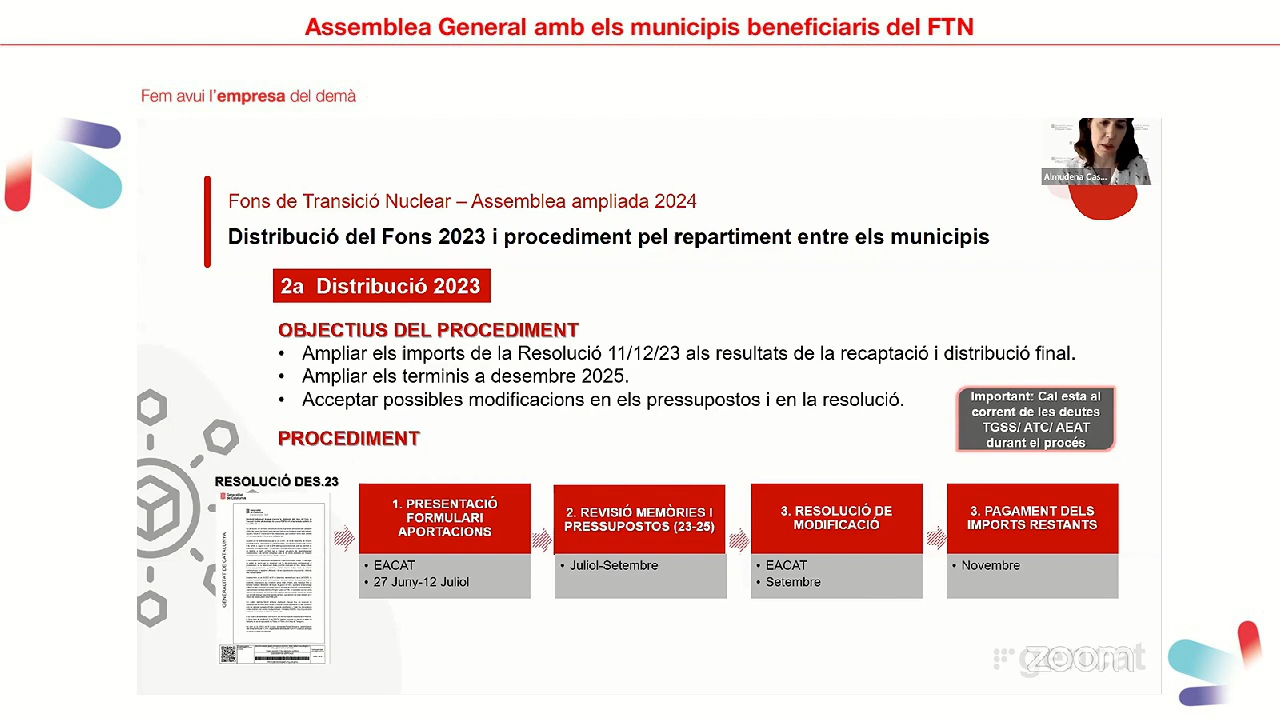 Assemblea General amb els municipis beneficiaris del FTN
Fem avui l'empresa del demà
Almudena Cas...
Fons de Transició Nuclear – Assemblea ampliada 2024
Distribució del Fons 2023 i procediment pel repartiment entre els municipis
2a Distribució 2023
OBJECTIUS DEL PROCEDIMENT
• Ampliar els imports de la Resolució 11/12/23 als resultats de la recaptació i distribució final.
• Ampliar els terminis a desembre 2025.
• Acceptar possibles modificacions en els pressupostos i en la resolució.
Important: Cal esta al
corrent de les deutes
TGSS/ ATC/ AEAT
durant el procés
PROCEDIMENT
RESOLUCIÓ DES.23
Generalitat
de Catalunya
GENERALITAT DE CATALUNYA
1. PRESENTACIÓ
FORMULARI
APORTACIONS
• EACAT
• 27 Juny-12 Juliol
2. REVISIÓ MEMÒRIES I
PRESSUPOSTOS (23-25)
• Juliol-Setembre
3. RESOLUCIÓ DE
MODIFICACIÓ
• EACAT
• Setembre
3. PAGAMENT DELS
IMPORTS RESTANTS
• Novembre
zoom